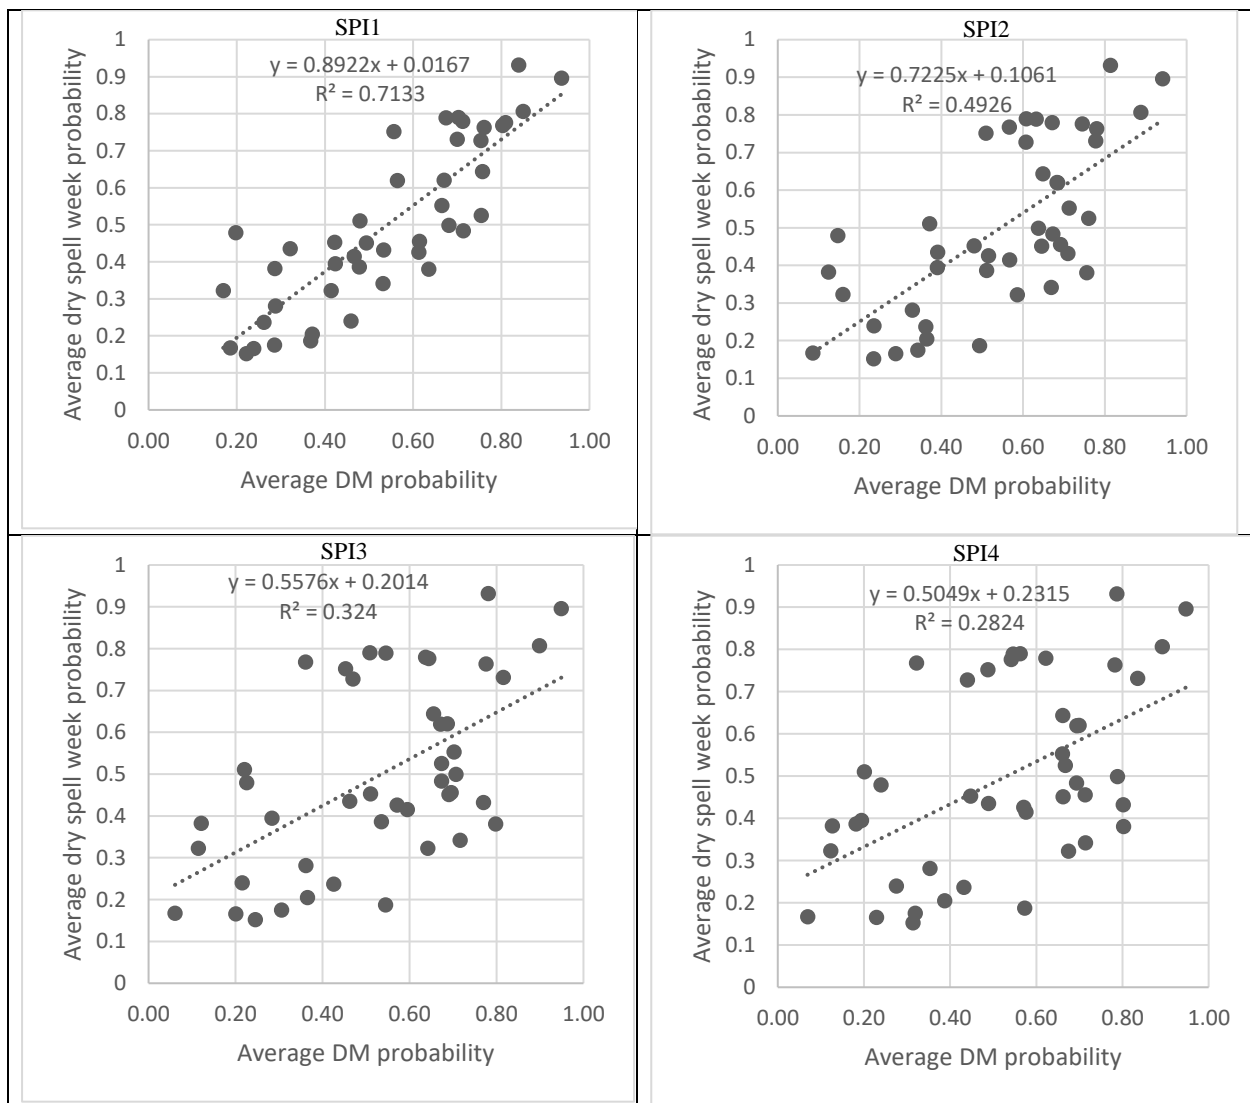 SPI1
y = 0.8922x + 0.0167
R² = 0.7133
Average dry spell week probability
1
0.9
0.8
0.7
0.6
0.5
0.4
0.3
0.2
0.1
0
0.00 0.20 0.40 0.60 0.80 1.00
Average DM probability
SPI2
y = 0.7225x + 0.1061
R² = 0.4926
Average dry spell week probability
1
0.9
0.8
0.7
0.6
0.5
0.4
0.3
0.2
0.1
0
0.00 0.20 0.40 0.60 0.80 1.00
Average DM probability
SPI3
y = 0.5576x + 0.2014
R² = 0.324
Average dry spell week probability
1
0.9
0.8
0.7
0.6
0.5
0.4
0.3
0.2
0.1
0
0.00 0.20 0.40 0.60 0.80 1.00
Average DM probability
SPI4
y = 0.5049x + 0.2315
R² = 0.2824
Average dry spell week probability
1
0.9
0.8
0.7
0.6
0.5
0.4
0.3
0.2
0.1
0
0.00 0.20 0.40 0.60 0.80 1.00
Average DM probability